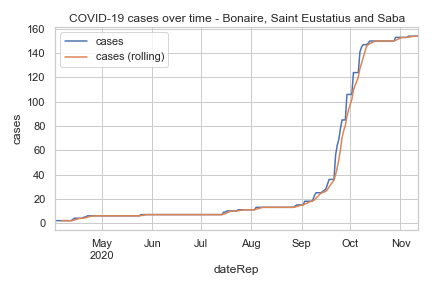 COVID-19 cases over time - Bonaire, Saint Eustatius and Saba
cases
cases (rolling)
160
140
120
100
80
60
40
20
0
cases
May Jun Jul Aug Sep Oct Nov
2020
dateRep